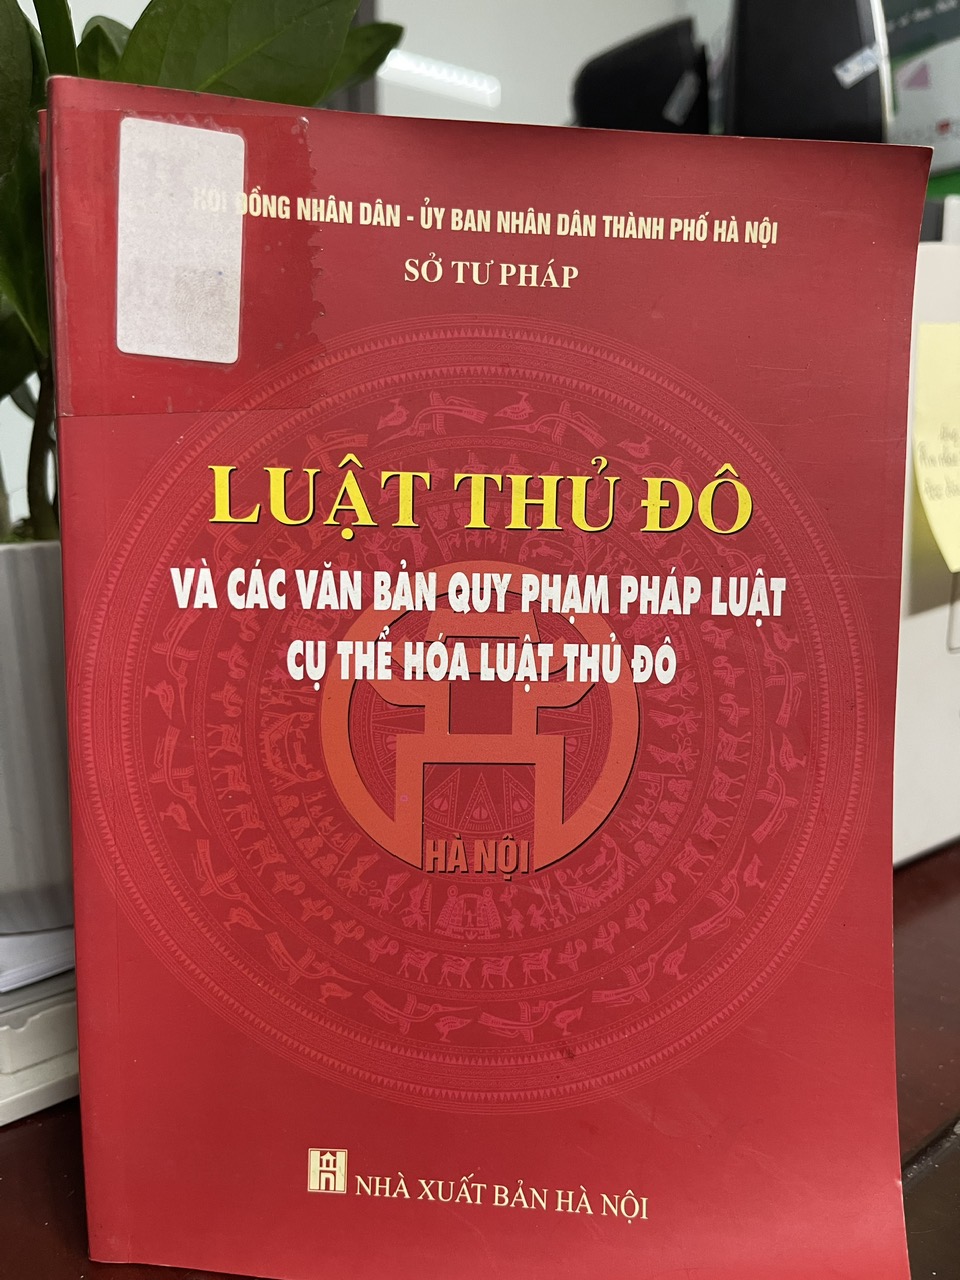 HỘI ĐỒNG NHÂN DÂN - ỦY BAN NHÂN DÂN THÀNH PHỐ HÀ NỘI
SỞ TƯ PHÁP
LUẬT THỦ ĐÔ
VÀ CÁC VĂN BẢN QUY PHẠM PHÁP LUẬT
CỤ THỂ HÓA LUẬT THỦ ĐÔ
HÀ NỘI
NHÀ XUẤT BẢN HÀ NỘI